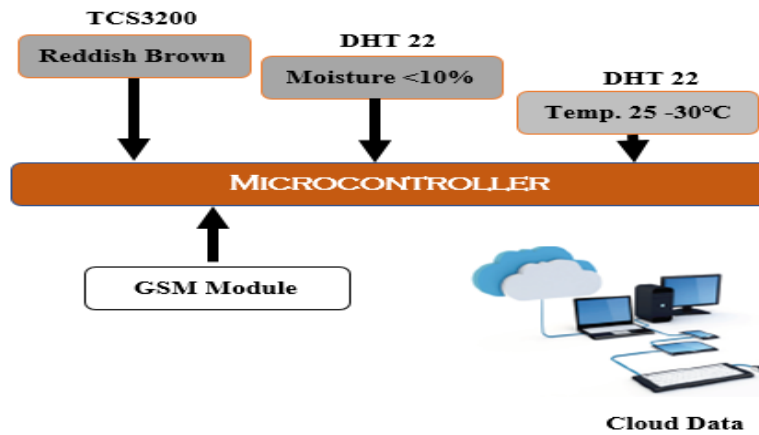 TCS3200
Reddish Brown
DHT 22
Moisture <10%
DHT 22
Temp. 25 -30°C
MICROCONTROLLER
GSM Module
Cloud Data